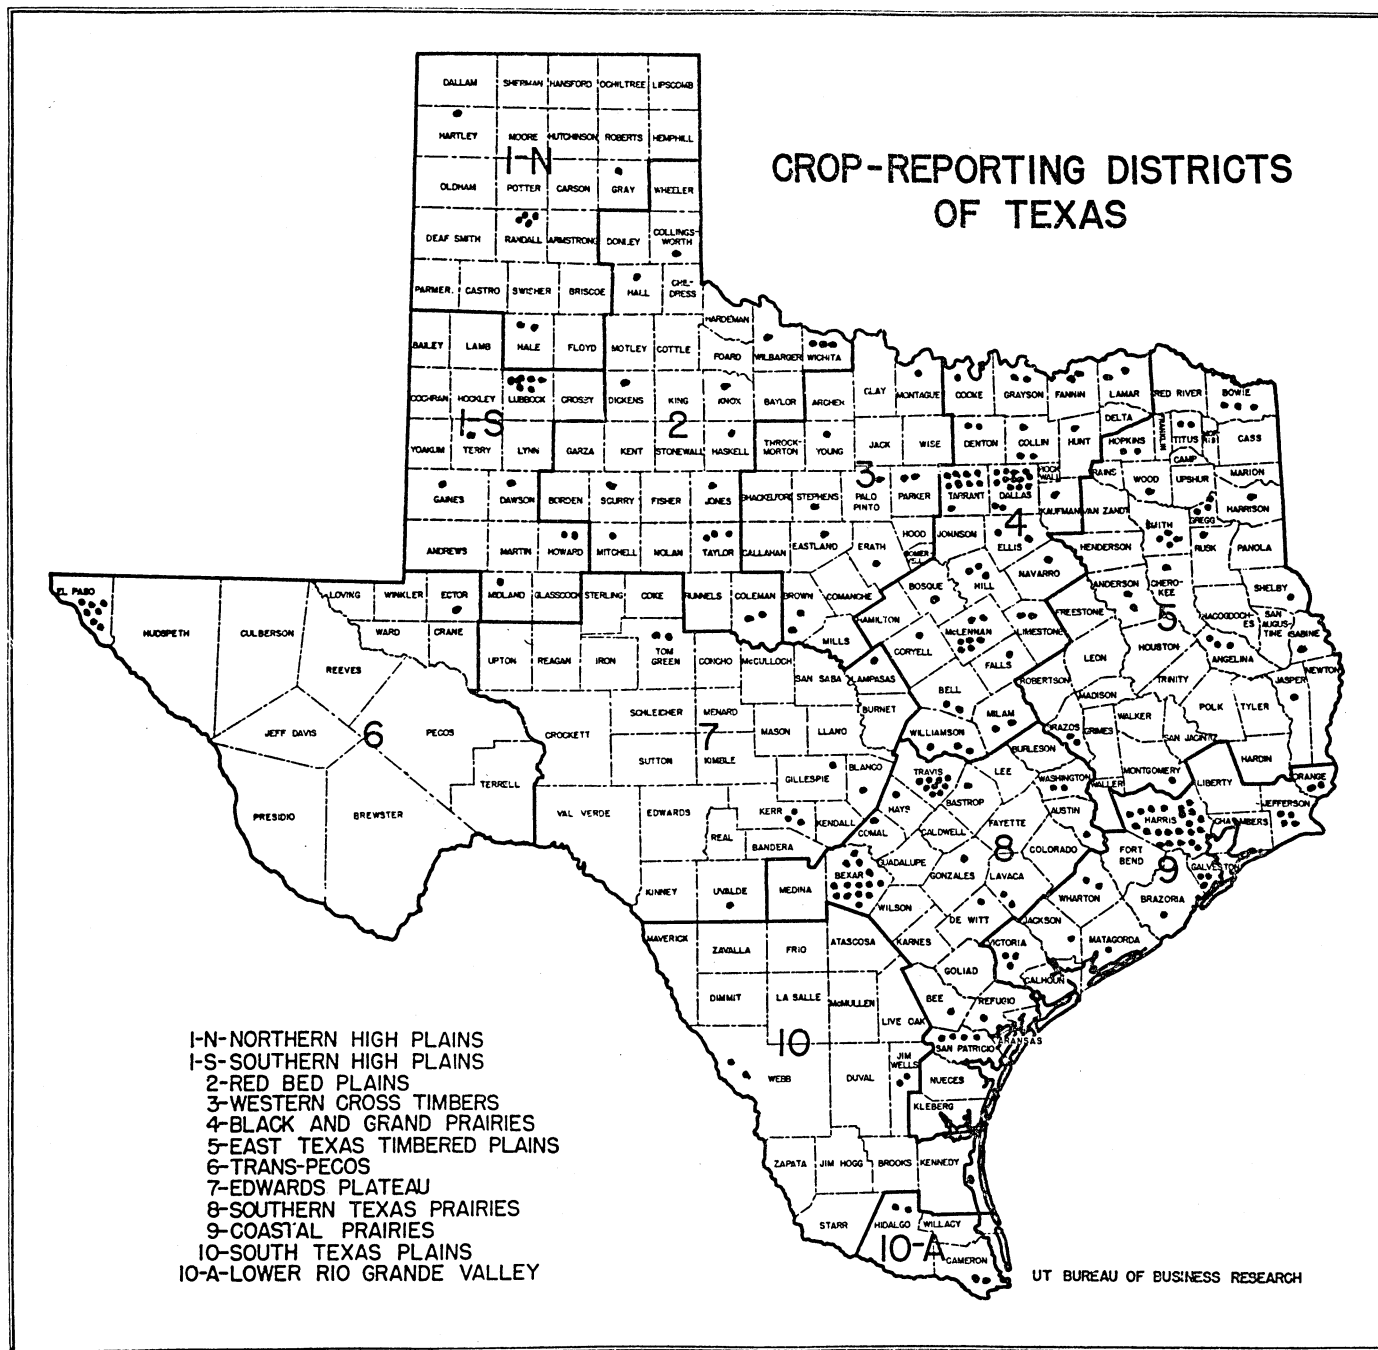 CROP-REPORTING DISTRICTS
OF TEXAS
DALLAM SHERMAN HANSFORD OCHILTREE LIPSCOMB
HARTLEY MOORE HUTCHINSON ROBERTS HEMPHILL
1-N
OLDHAM POTTER CARSON GRAY WHEELER
DEAF SMITH RANDALL ARMSTRONG DONLEY COLLINGS-
WORTH
PARMER CASTRO SWISHER BRISCOE HALL CHIL-
DRESS
HARDEMAN
BAILEY LAMB HALE FLOYD MOTLEY COTTLE FOARD WILBARGER WICHITA
COCHRAN HOCKLEY LUBBOCK CROSBY DICKENS KING KNOX BAYLOR ARCHER CLAY MONTAGUE COOKE GRAYSON FANNIN LAMAR RED RIVER BOWIE
1-S 2
DELTA
YOAKUM TERRY LYNN GARZA KENT STONEWALL HASKELL THROCK-
MORTON YOUNG JACK WISE DENTON COLLIN HUNT HOPKINS FRANKLIN TITUS MOR-
RIS CASS
CAMP
3
GAINES DAWSON BORDEN SCURRY FISHER JONES SHACKELFORD STEPHENS PALO
PINTO PARKER TARRANT DALLAS ROCK
WALL RAINS WOOD UPSHUR MARION
KAUFMAN VAN ZANDT HARRISON
4
SMITH GREGG
ANDREWS MARTIN HOWARD MITCHELL NOLAN TAYLOR CALLAHAN EASTLAND ERATH HOOD SOMER
VELL JOHNSON ELLIS HENDERSON RUSK PANOLA
EL PASO LOVING WINKLER ECTOR MIDLAND GLASSCOCK STERLING COKE RUNNELS COLEMAN BROWN COMANCHE BOSQUE HILL NAVARRO ANDERSON CHERO-
KEE SHELBY
HUDSPETH CULBERSON WARD CRANE HAMILTON McLENNAN LIMESTONE FREESTONE 5 NACOGDOCH-
ES SAN
AUGUS-
TINE SABINE
REEVES UPTON REAGAN IRON TOM
GREEN CONCHO McCULLOCH MILLS CORYELL FALLS LEON HOUSTON ANGELINA
SAN SABA LAMPASAS BELL ROBERTSON MADISON TRINITY JASPER NEWTON
JEFF DAVIS 6 PECOS CROCKETT SCHLEICHER MENARD 7 MASON LLANO BURNET WILLIAMSON MILAM BRAZOS GRIMES WALKER SAN JACINTO POLK TYLER
TERRELL SUTTON KIMBLE GILLESPIE BLANCO TRAVIS LEE BURLESON WASHINGTON WALLER MONTGOMERY LIBERTY HARDIN ORANGE
PRESIDIO BREWSTER VAL VERDE EDWARDS REAL KERR KENDALL HAYS BASTROP FAYETTE AUSTIN HARRIS CHAMBERS JEFFERSON
BANDERA COMAL CALDWELL 8 COLORADO FORT
BEND 9 GALVESTON
KINNEY UVALDE MEDINA BEXAR GUADALUPE GONZALES LAVACA WHARTON BRAZORIA
WILSON DE WITT JACKSON MATAGORDA
MAVERICK ZAVALLA FRIO ATASCOSA KARNES VICTORIA
GOLIAD CALHOUN
DIMMIT LA SALLE McMULLEN LIVE OAK BEE REFUGIO
10 SAN PATRICIO ARANSAS
WEBB DUVAL JIM
WELLS NUECES
KLEBERG
ZAPATA JIM HOGG BROOKS KENNEDY
STARR HIDALGO WILLACY
10-A CAMERON
1-N-NORTHERN HIGH PLAINS
1-S-SOUTHERN HIGH PLAINS
2-RED BED PLAINS
3-WESTERN CROSS TIMBERS
4-BLACK AND GRAND PRAIRIES
5-EAST TEXAS TIMBERED PLAINS
6-TRANS-PECOS
7-EDWARDS PLATEAU
8-SOUTHERN TEXAS PRAIRIES
9-COASTAL PRAIRIES
10-SOUTH TEXAS PLAINS
10-A-LOWER RIO GRANDE VALLEY
UT BUREAU OF BUSINESS RESEARCH